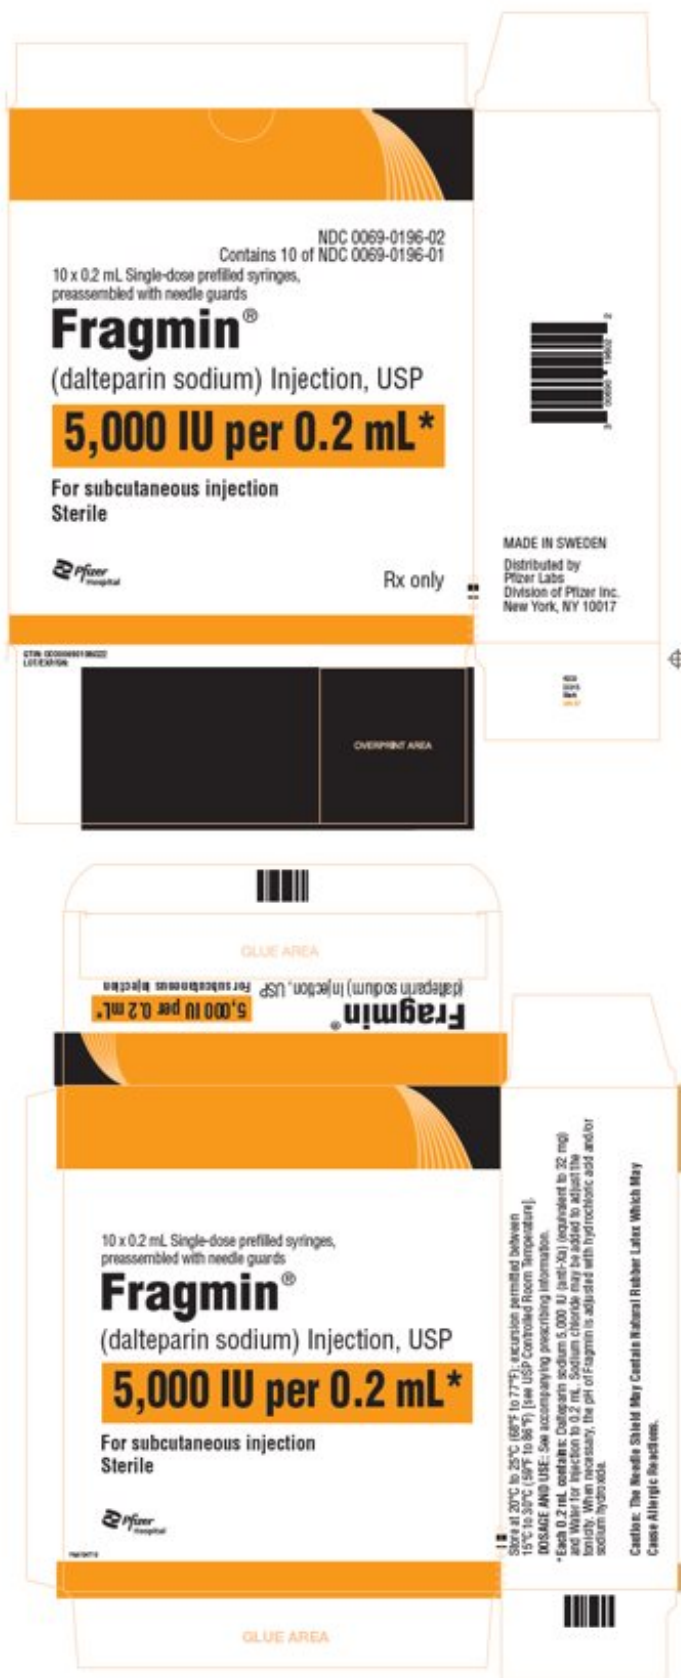 NDC 0069-0196-02
Contains 10 of NDC 0069-0196-01
10 x 0.2 mL Single-dose prefilled syringes,
preassembled with needle guards
Fragmin®
(dalteparin sodium) Injection, USP
5,000 IU per 0.2 mL*
For subcutaneous injection
Sterile
Pfizer
Hospital
Rx only
3 00690 19602 2
MADE IN SWEDEN
Distributed by
Pfizer Labs
Division of Pfizer Inc.
New York, NY 10017
LOT/EXP/SN:
OVERPRINT AREA
GLUE AREA
Fragmin®
(dalteparin sodium) Injection, USP
5,000 IU per 0.2 mL*
For subcutaneous injection
10 x 0.2 mL Single-dose prefilled syringes,
preassembled with needle guards
Fragmin®
(dalteparin sodium) Injection, USP
5,000 IU per 0.2 mL*
For subcutaneous injection
Sterile
Pfizer
Hospital
GLUE AREA
Store at 20°C to 25°C (68°F to 77°F); excursion permitted between
15°C to 30°C (59°F to 86°F) [see USP Controlled Room Temperature].
DOSAGE AND USE: See accompanying prescribing information.
*Each 0.2 mL contains: Dalteparin sodium 5,000 IU (anti-Xa) (equivalent to 32 mg)
and Water for Injection to 0.2 mL. Sodium chloride may be added to adjust the
tonicity. When necessary, the pH of Fragmin is adjusted with hydrochloric acid and/or
sodium hydroxide.
Caution: The Needle Shield May Contain Natural Rubber Latex Which May
Cause Allergic Reactions.